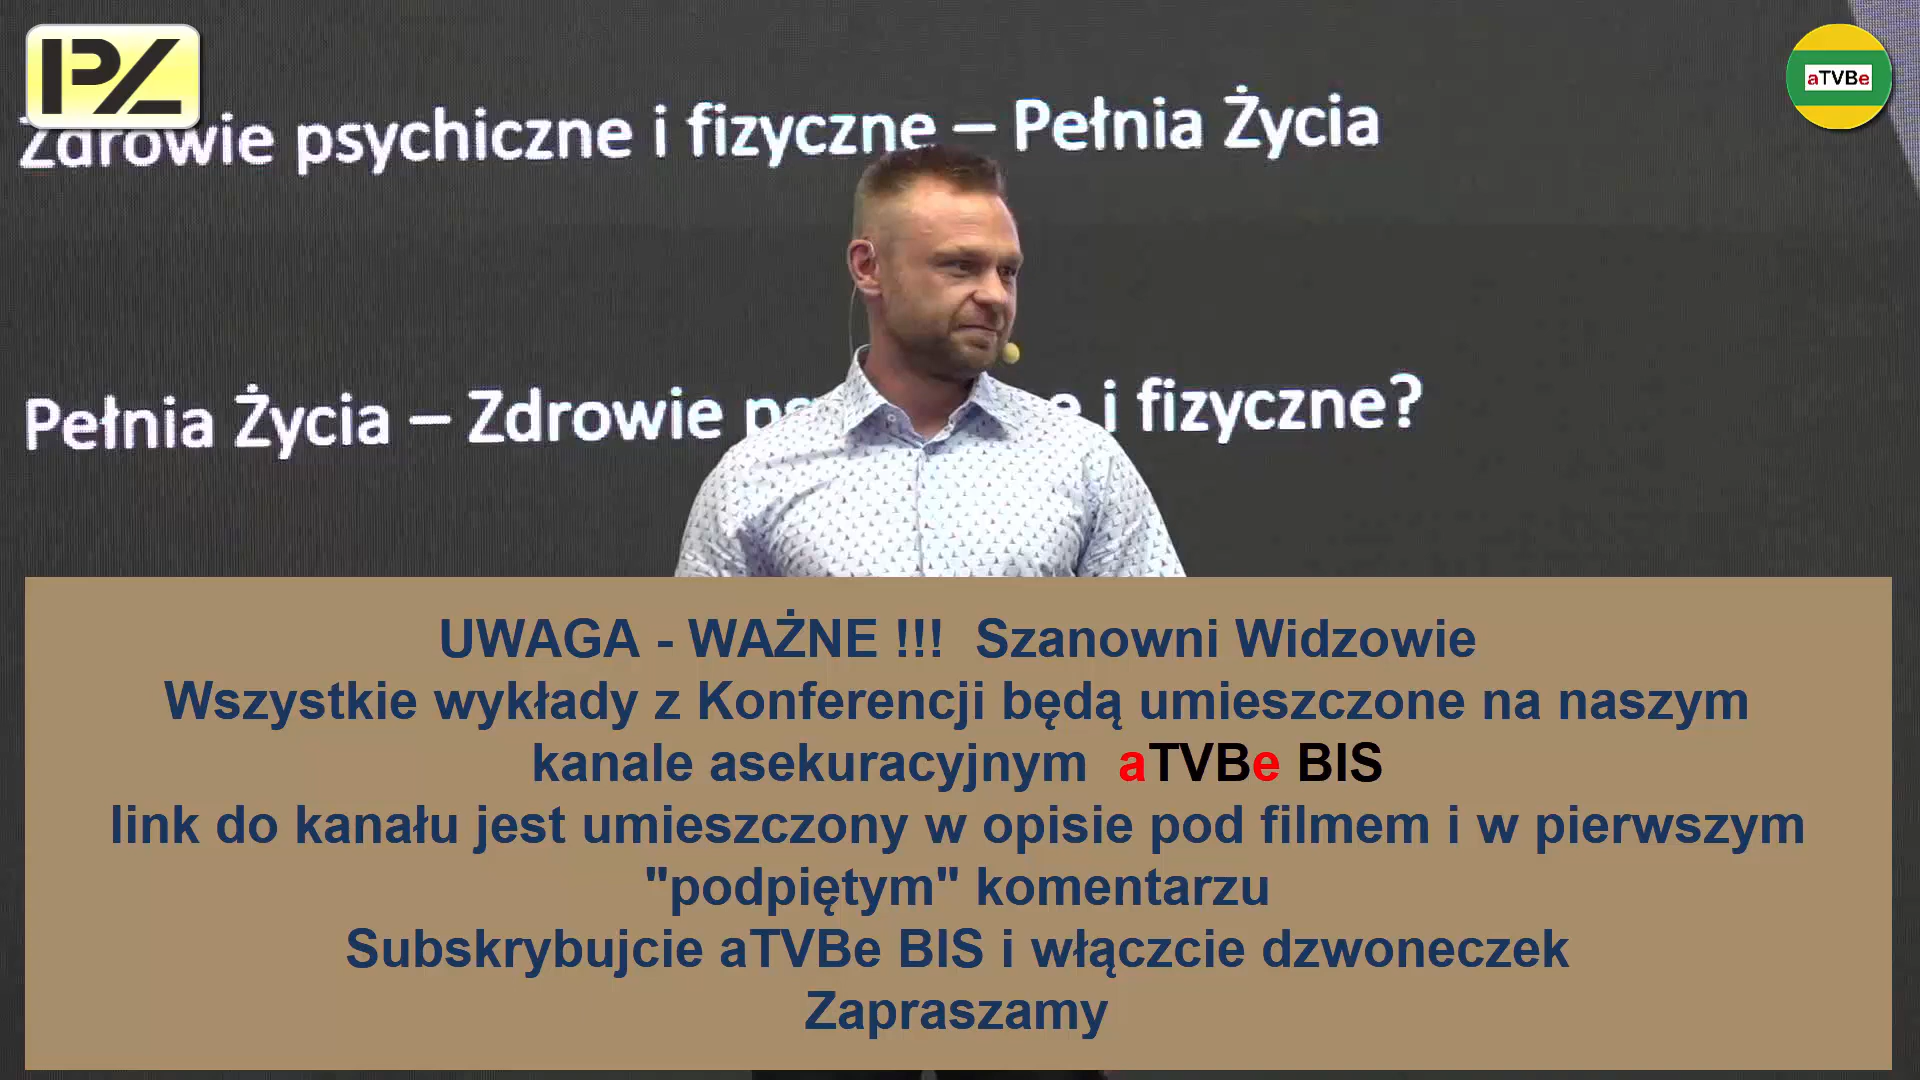 PZ
aTVBe
Zdrowie psychiczne i fizyczne – Pełnia Życia
Pełnia Życia – Zdrowie i fizyczne?
UWAGA - WAŻNE !!! Szanowni Widzowie
Wszystkie wykłady z Konferencji będą umieszczone na naszym
kanale asekuracyjnym aTVBe BIS
link do kanału jest umieszczony w opisie pod filmem i w pierwszym
"podpiętym" komentarzu
Subskrybujcie aTVBe BIS i włączcie dzwoneczek
Zapraszamy